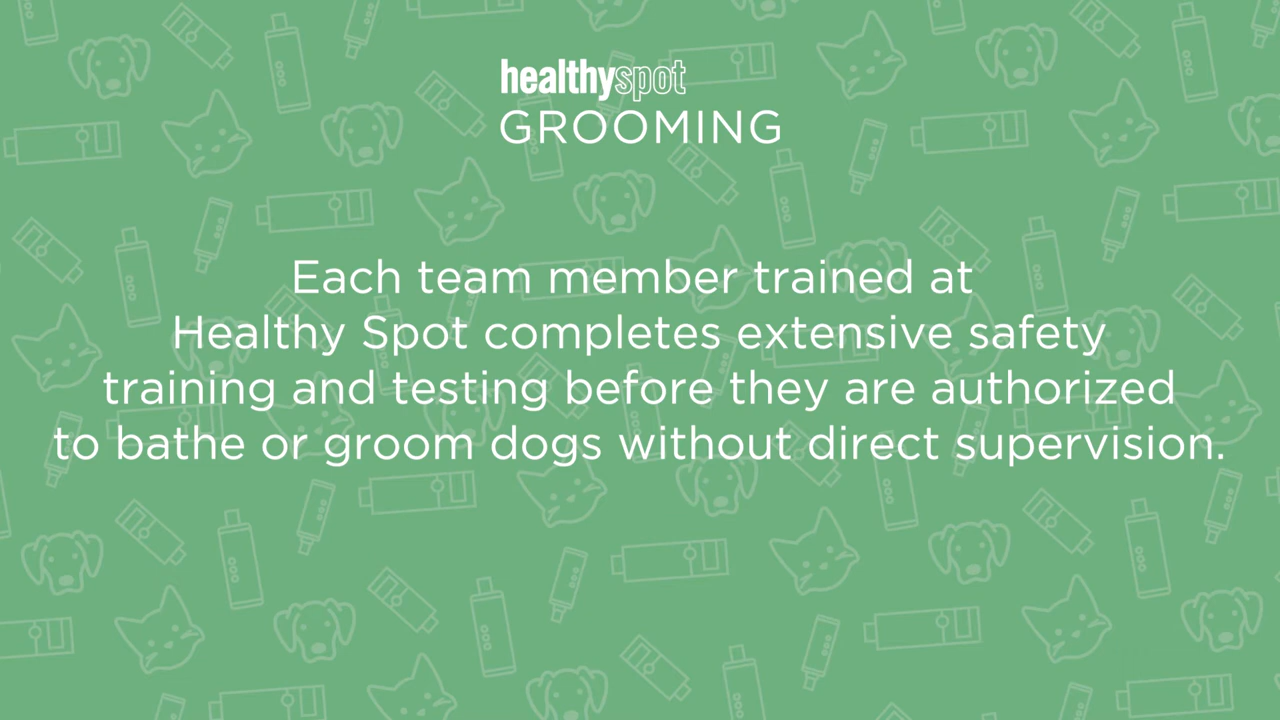 healthyspot
GROOMING
Each team member trained at
Healthy Spot completes extensive safety
training and testing before they are authorized
to bathe or groom dogs without direct supervision.